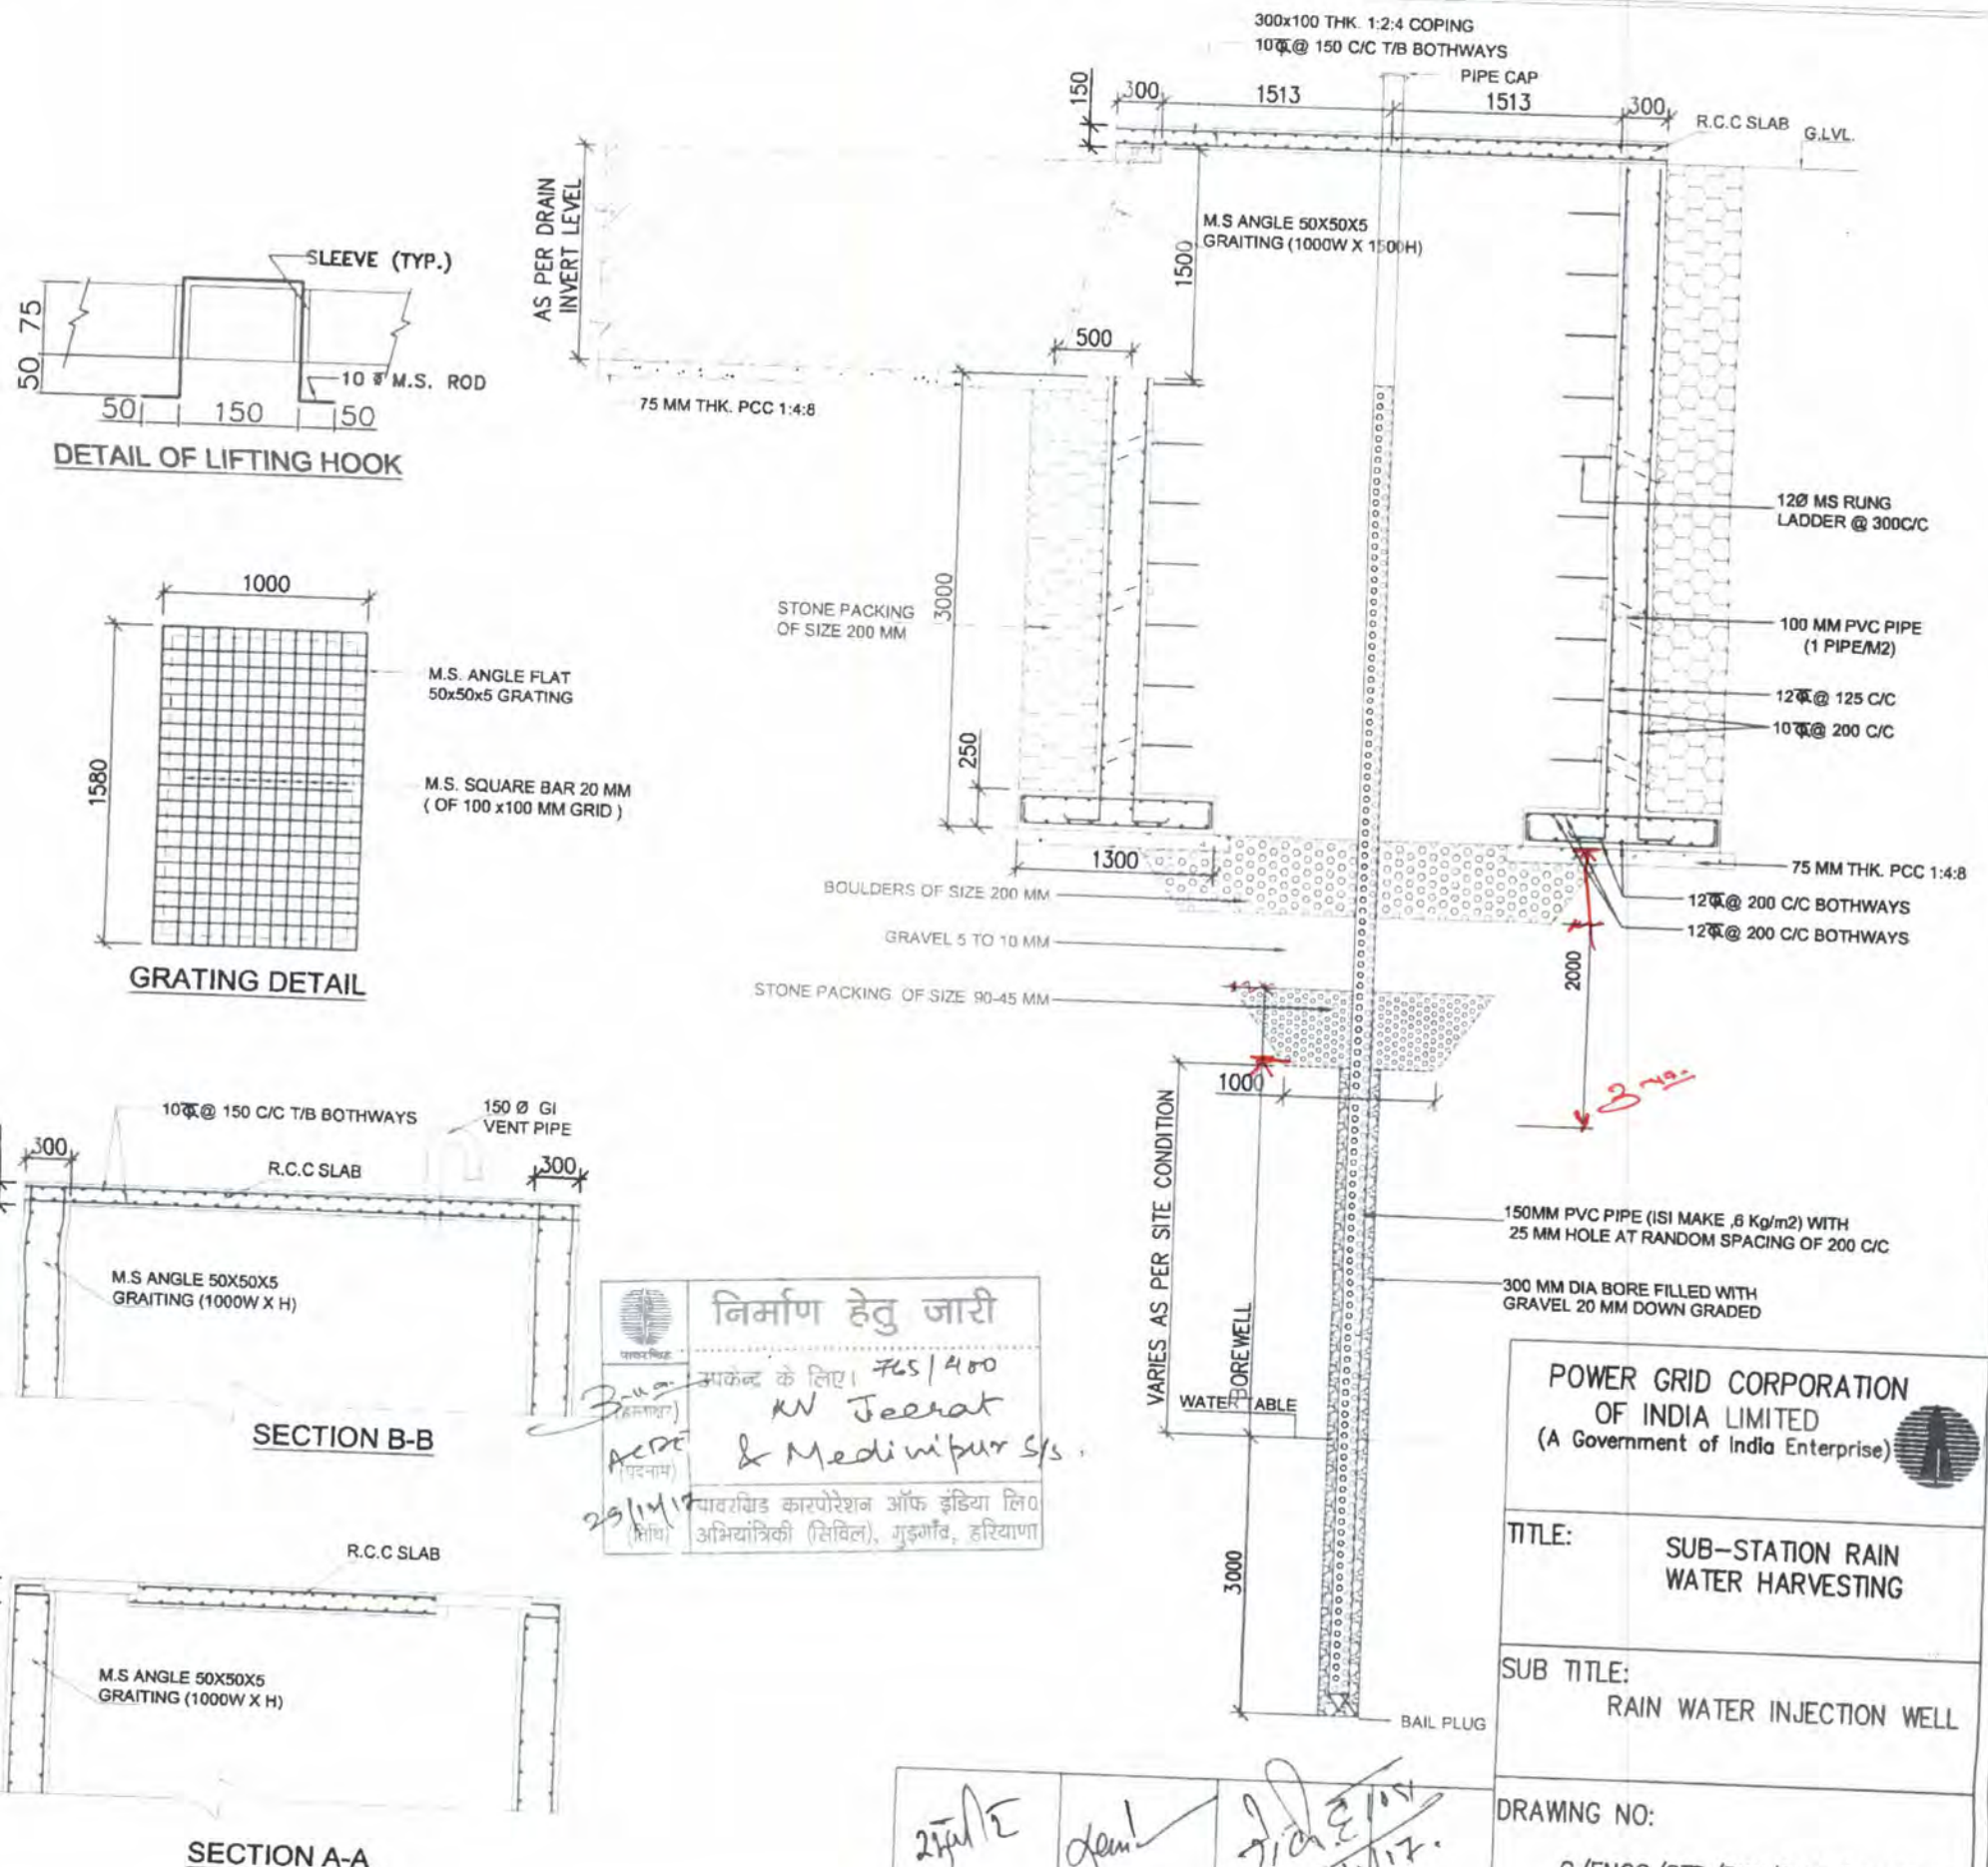 300x100 THK. 1:2:4 COPING
@ 150 C/C T/B BOTHWAYS
PIPE CAP
150
300
1513
1513
300
R.C.C SLAB
G.LVL.
AS PER DRAIN
INVERT LEVEL
M.S ANGLE 50X50X5
GRAITING (1000W X 1500H)
1500
500
75 MM THK. PCC 1:4:8
SLEEVE (TYP.)
75
50
10 M.S. ROD
50
150
50
DETAIL OF LIFTING HOOK
12Ø MS RUNG
LADDER @ 300C/C
1000
1580
M.S. ANGLE FLAT
50x50x5 GRATING
M.S. SQUARE BAR 20 MM
( OF 100 x100 MM GRID )
GRATING DETAIL
STONE PACKING
OF SIZE 200 MM
3000
250
100 MM PVC PIPE
(1 PIPE/M2)
@ 125 C/C
@ 200 C/C
1300
75 MM THK. PCC 1:4:8
@ 200 C/C BOTHWAYS
@ 200 C/C BOTHWAYS
BOULDERS OF SIZE 200 MM
GRAVEL 5 TO 10 MM
STONE PACKING OF SIZE 90-45 MM
2000
1000
VARIES AS PER SITE CONDITION
BOREWELL
WATER TABLE
3000
150MM PVC PIPE (ISI MAKE ,6 Kg/m2) WITH
25 MM HOLE AT RANDOM SPACING OF 200 C/C
300 MM DIA BORE FILLED WITH
GRAVEL 20 MM DOWN GRADED
BAIL PLUG
@ 150 C/C T/B BOTHWAYS
150 Ø GI
VENT PIPE
300
R.C.C SLAB
300
M.S ANGLE 50X50X5
GRAITING (1000W X H)
SECTION B-B
R.C.C SLAB
M.S ANGLE 50X50X5
GRAITING (1000W X H)
SECTION A-A
निर्माण हेतु जारी
पावरग्रिड
उपकेन्द्र के लिए। 765/400
KV Jeerat
& Medinipur S/s.
(हस्ताक्षर)
(पदनाम)
(तिथि)
पावरग्रिड कारपोरेशन ऑफ इंडिया लि०
अभियांत्रिकी (सिविल), गुड़गाँव, हरियाणा
POWER GRID CORPORATION
OF INDIA LIMITED
(A Government of India Enterprise)
TITLE:
SUB-STATION RAIN
WATER HARVESTING
SUB TITLE:
RAIN WATER INJECTION WELL
DRAWING NO: